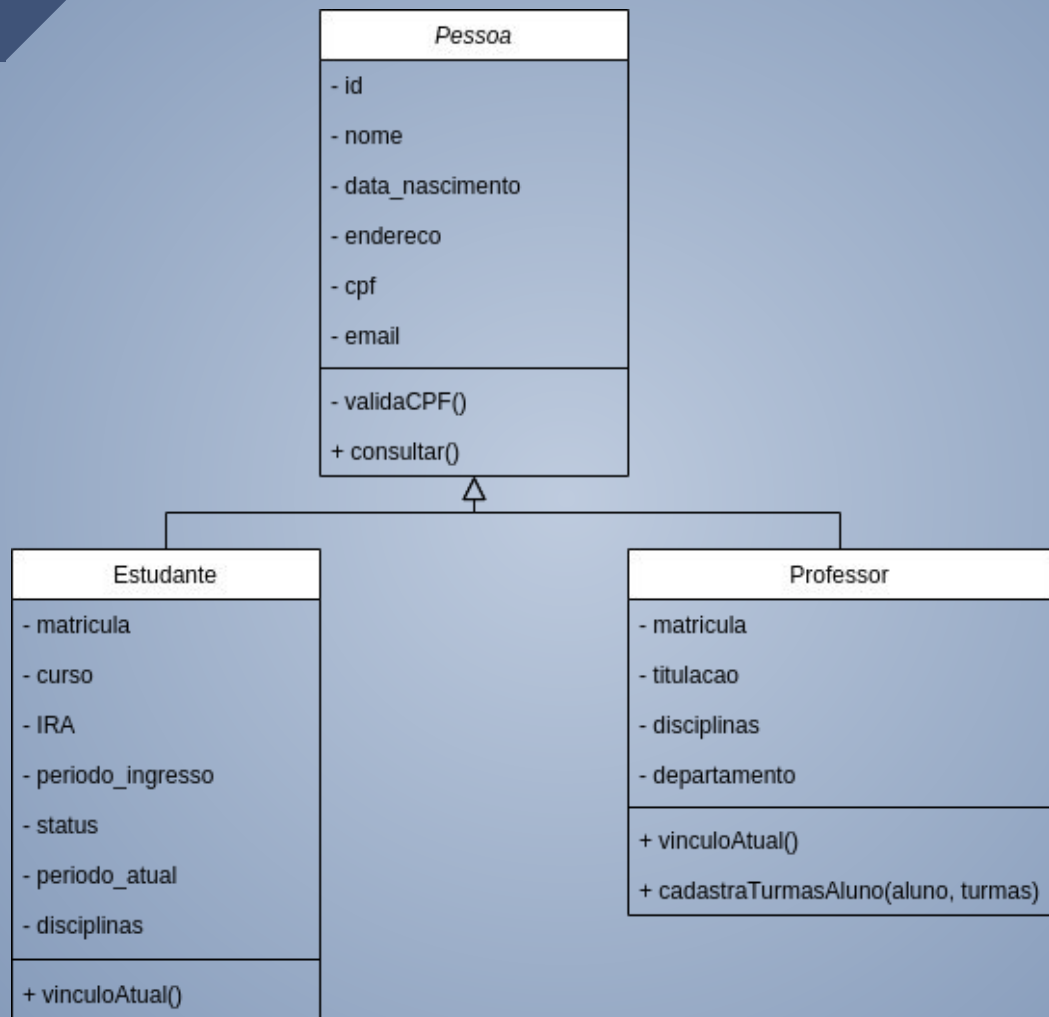 Pessoa
- id
- nome
- data_nascimento
- endereco
- cpf
- email
- validaCPF()
+ consultar()
Estudante
- matricula
- curso
- IRA
- periodo_ingresso
- status
- periodo_atual
- disciplinas
+ vinculoAtual()
Professor
- matricula
- titulacao
- disciplinas
- departamento
+ vinculoAtual()
+ cadastraTurmasAluno(aluno, turmas)